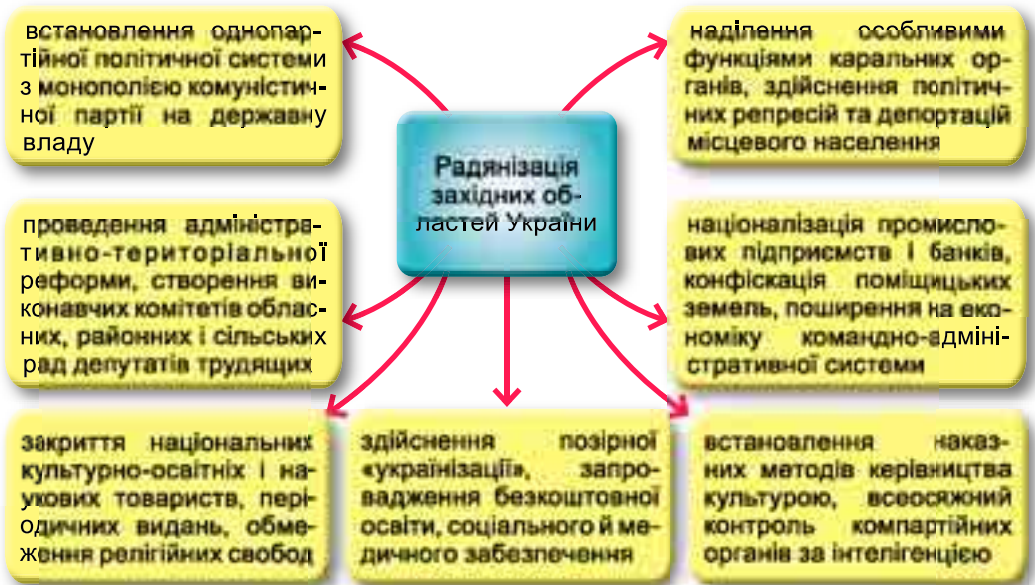 встановлення однопар-
тійної політичної системи
з монополією комуністич-
ної партії на державну
владу
наділення особливими
функціями каральних ор-
ганів, здійснення політич-
них репресій та депортацій
місцевого населення
Радянізація
західних об-
ластей України
проведення адміністра-
тивно-територіальної
реформи, створення ви-
конавчих комітетів облас-
них, районних і сільських
рад депутатів трудящих
націоналізація промисло-
вих підприємств і банків,
конфіскація поміщицьких
земель, поширення на еко-
номіку командно-адміні-
стративної системи
закриття національних
культурно-освітніх і на-
укових товариств, пері-
одичних видань, обме-
ження релігійних свобод
здійснення позірної
«українізації», запро-
вадження безкоштовної
освіти, соціального й ме-
дичного забезпечення
встановлення наказ-
них методів керівництва
культурою, всеосяжний
контроль компартійних
органів за інтелігенцією